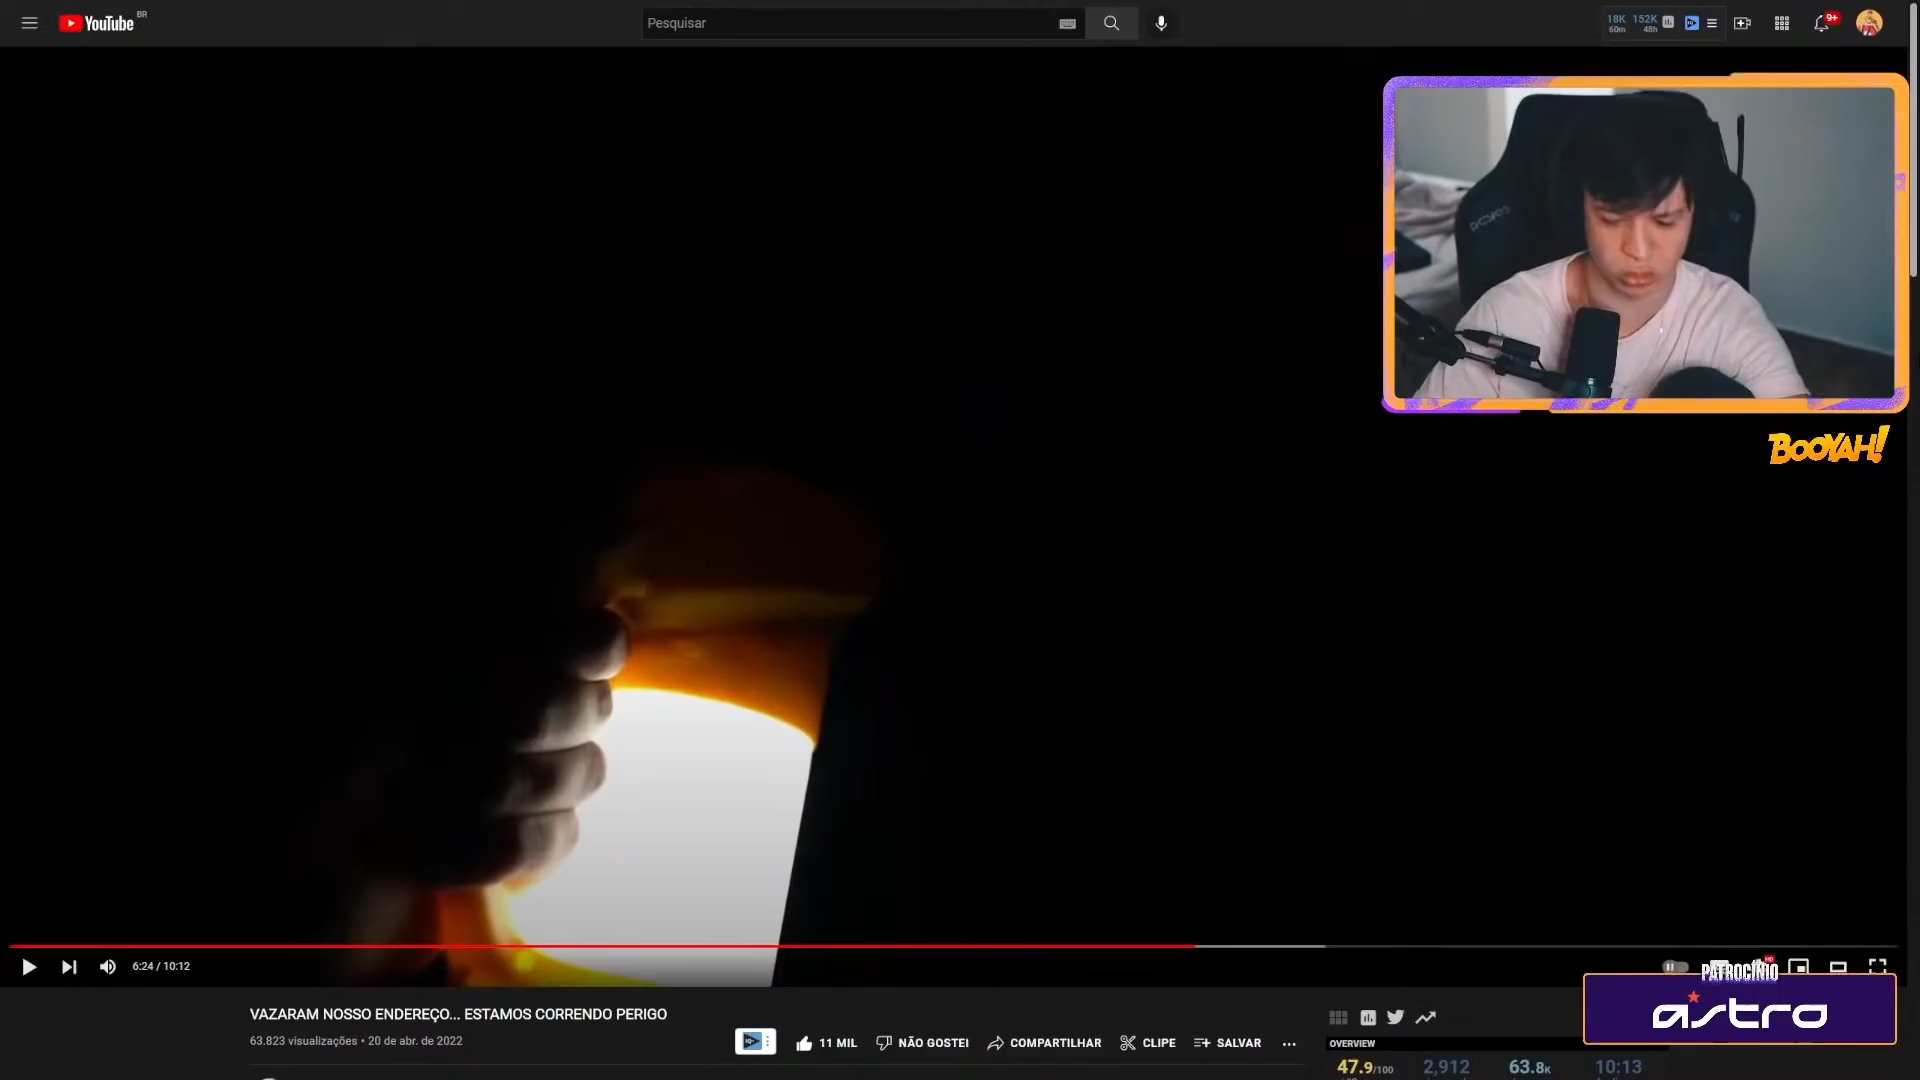 YouTube BR
Pesquisar
18K 152K
60m 48h
9+
pcyes
BOOYAH!
6:24 / 10:12
HD
PATROCÍNIO
astro
VAZARAM NOSSO ENDEREÇO... ESTAMOS CORRENDO PERIGO
63.823 visualizações • 20 de abr. de 2022
11 MIL
NÃO GOSTEI
COMPARTILHAR
CLIPE
SALVAR
OVERVIEW
47.9/100 2,912 63.8K 10:13